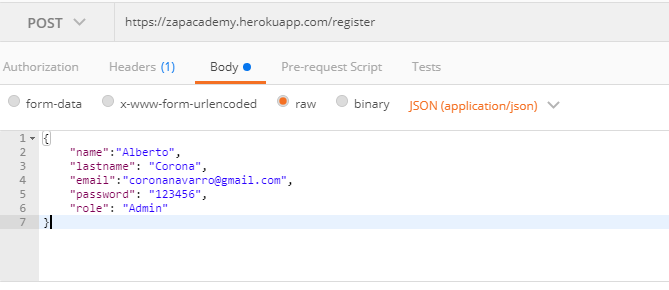 POST https://zapacademy.herokuapp.com/register
Authorization Headers (1) Body Pre-request Script Tests
form-data x-www-form-urlencoded raw binary JSON (application/json)
1 {
2 "name":"Alberto",
3 "lastname": "Corona",
4 "email":"coronanavarro@gmail.com",
5 "password": "123456",
6 "role": "Admin"
7 }